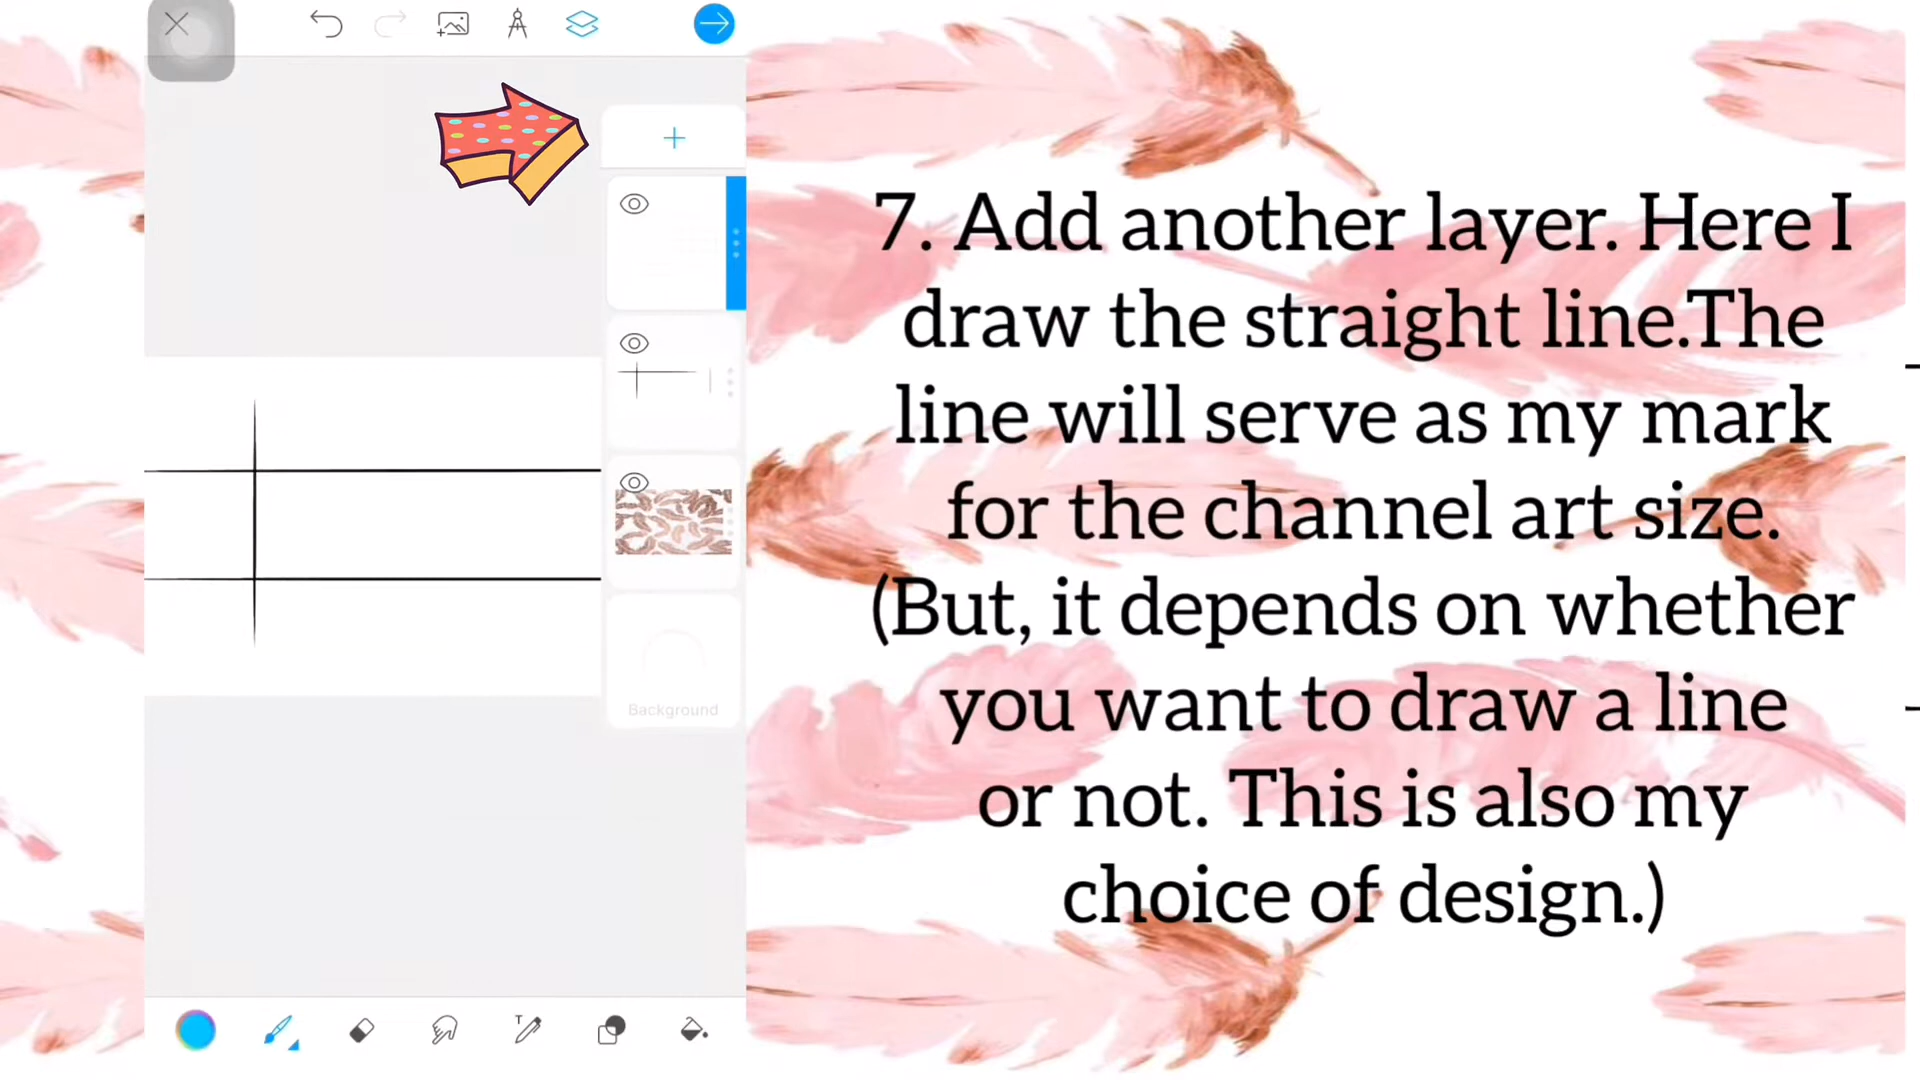 7. Add another layer. Here I
draw the straight line.The
line will serve as my mark
for the channel art size.
(But, it depends on whether
you want to draw a line
or not. This is also my
choice of design.)
Background
T